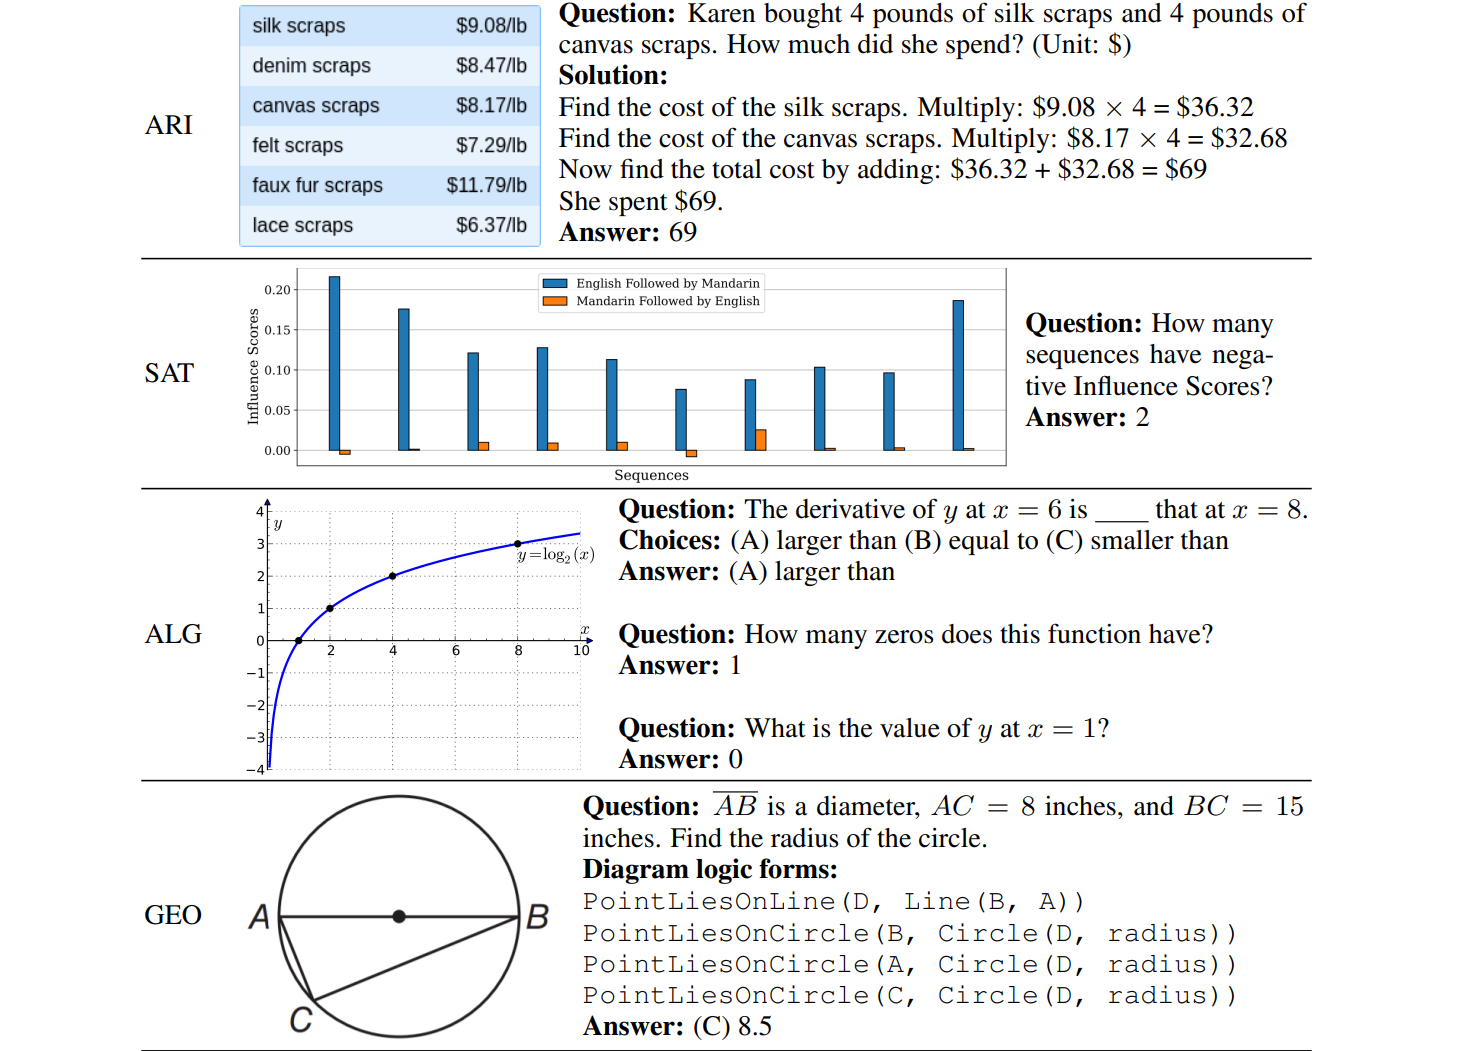 ARI
silk scraps $9.08/lb
denim scraps $8.47/lb
canvas scraps $8.17/lb
felt scraps $7.29/lb
faux fur scraps $11.79/lb
lace scraps $6.37/lb
Question: Karen bought 4 pounds of silk scraps and 4 pounds of
canvas scraps. How much did she spend? (Unit: $)
Solution:
Find the cost of the silk scraps. Multiply: $9.08 × 4 = $36.32
Find the cost of the canvas scraps. Multiply: $8.17 × 4 = $32.68
Now find the total cost by adding: $36.32 + $32.68 = $69
She spent $69.
Answer: 69
SAT
Influence Scores
0.20
0.15
0.10
0.05
0.00
English Followed by Mandarin
Mandarin Followed by English
Sequences
Question: How many
sequences have nega-
tive Influence Scores?
Answer: 2
ALG
4
3
2
1
0
−1
−2
−3
−4
y
y=log₂(x)
x
2 4 6 8 10
Question: The derivative of y at x = 6 is ____ that at x = 8.
Choices: (A) larger than (B) equal to (C) smaller than
Answer: (A) larger than
Question: How many zeros does this function have?
Answer: 1
Question: What is the value of y at x = 1?
Answer: 0
GEO
A
B
C
Question: A̅B̅ is a diameter, AC = 8 inches, and BC = 15
inches. Find the radius of the circle.
Diagram logic forms:
PointLiesOnLine(D, Line(B, A))
PointLiesOnCircle(B, Circle(D, radius))
PointLiesOnCircle(A, Circle(D, radius))
PointLiesOnCircle(C, Circle(D, radius))
Answer: (C) 8.5